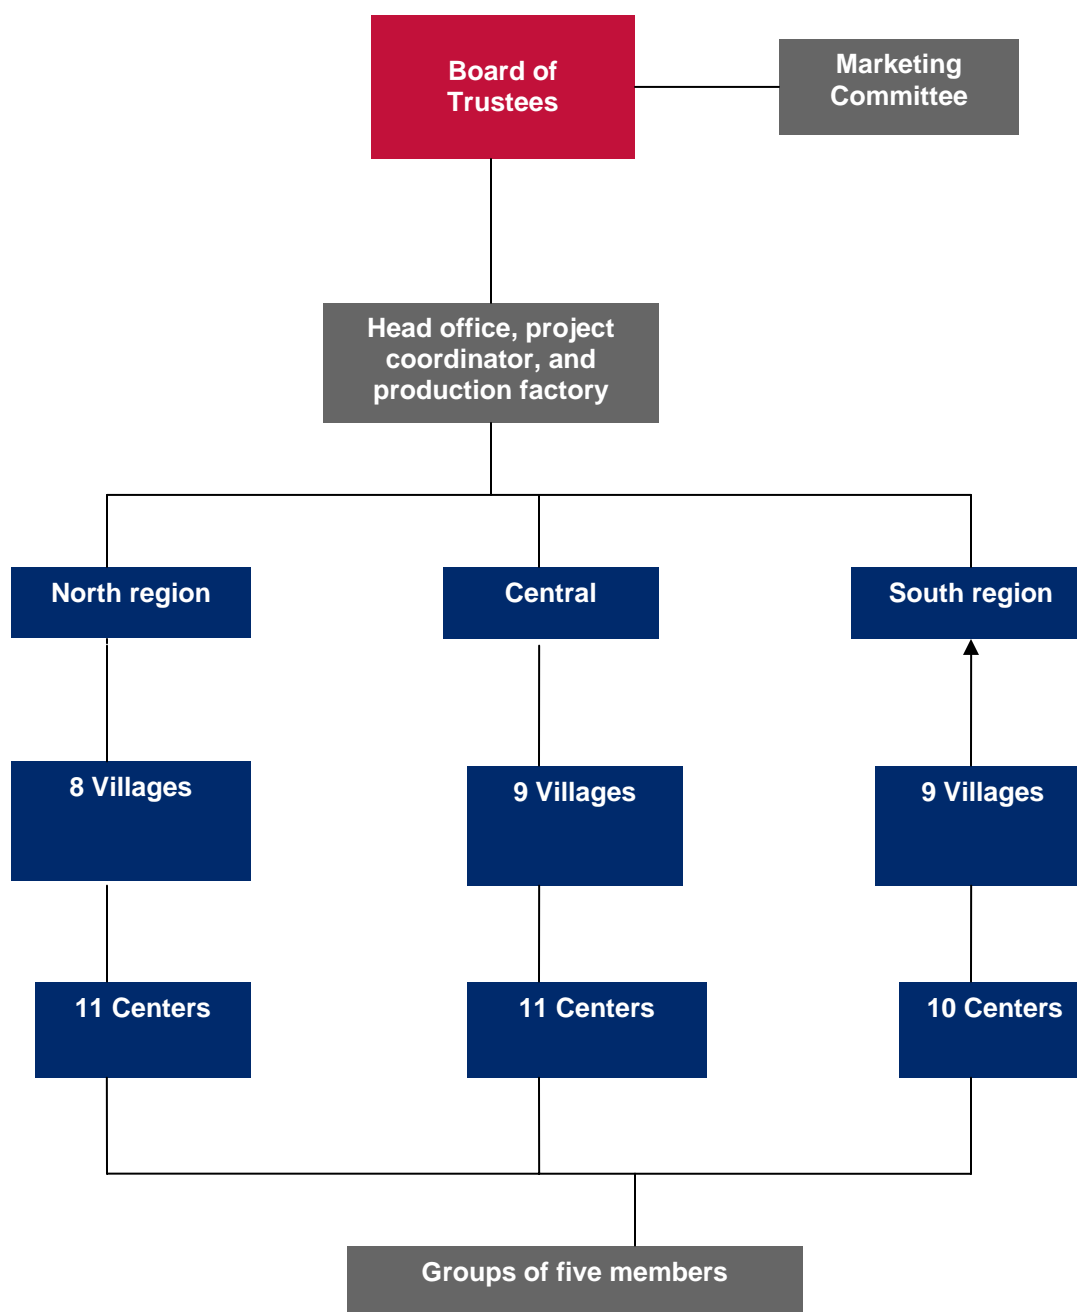 Board of
Trustees
Marketing
Committee
Head office, project
coordinator, and
production factory
North region
Central
South region
8 Villages
9 Villages
9 Villages
11 Centers
11 Centers
10 Centers
Groups of five members